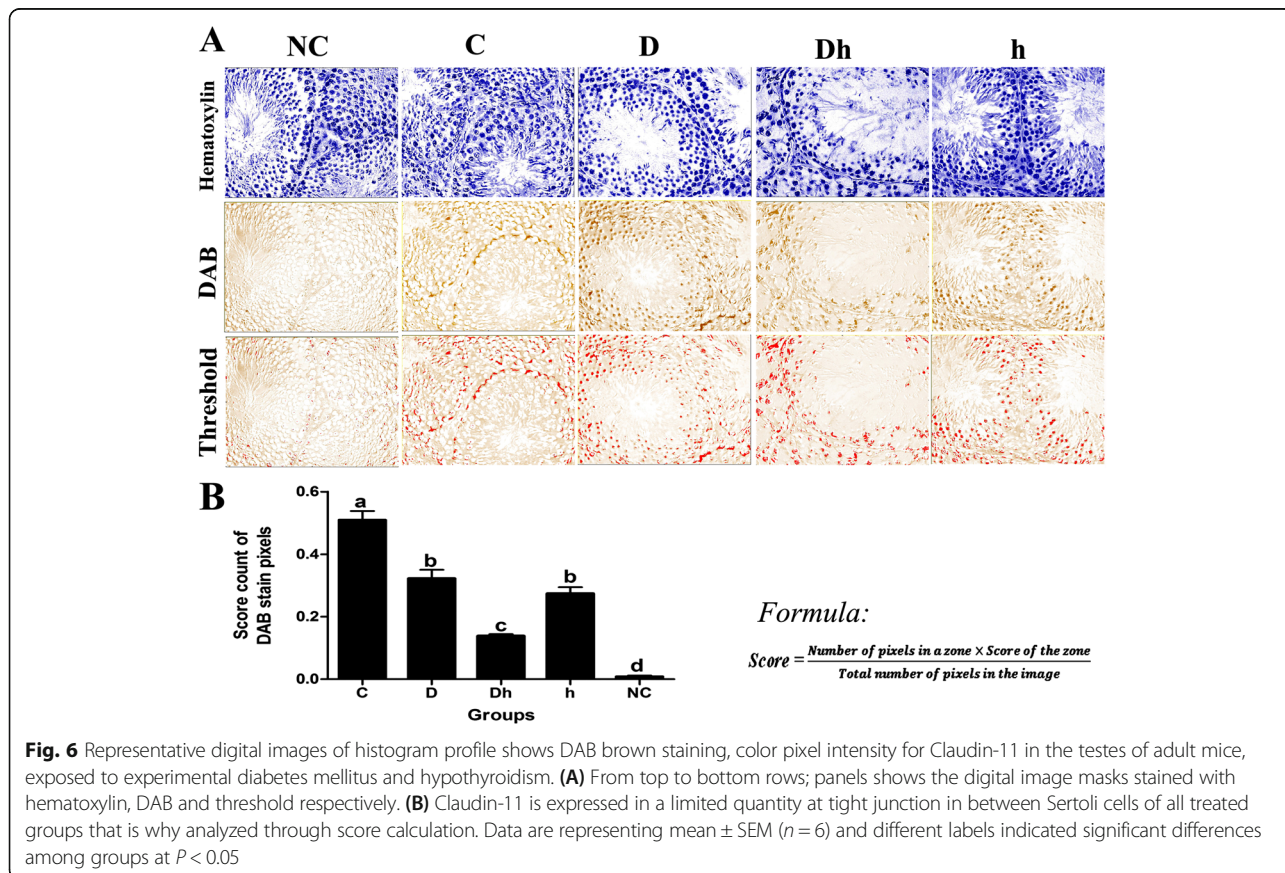 A
NC C D Dh h
Hematoxylin
DAB
Threshold
B
Score count of
DAB stain pixels
0.6
0.4
0.2
0.0
a
b
c
b
d
C D Dh h NC
Groups
Formula:
Score = Number of pixels in a zone × Score of the zone
Total number of pixels in the image
Fig. 6 Representative digital images of histogram profile shows DAB brown staining, color pixel intensity for Claudin-11 in the testes of adult mice,
exposed to experimental diabetes mellitus and hypothyroidism. (A) From top to bottom rows; panels shows the digital image masks stained with
hematoxylin, DAB and threshold respectively. (B) Claudin-11 is expressed in a limited quantity at tight junction in between Sertoli cells of all treated
groups that is why analyzed through score calculation. Data are representing mean ± SEM (n = 6) and different labels indicated significant differences
among groups at P < 0.05